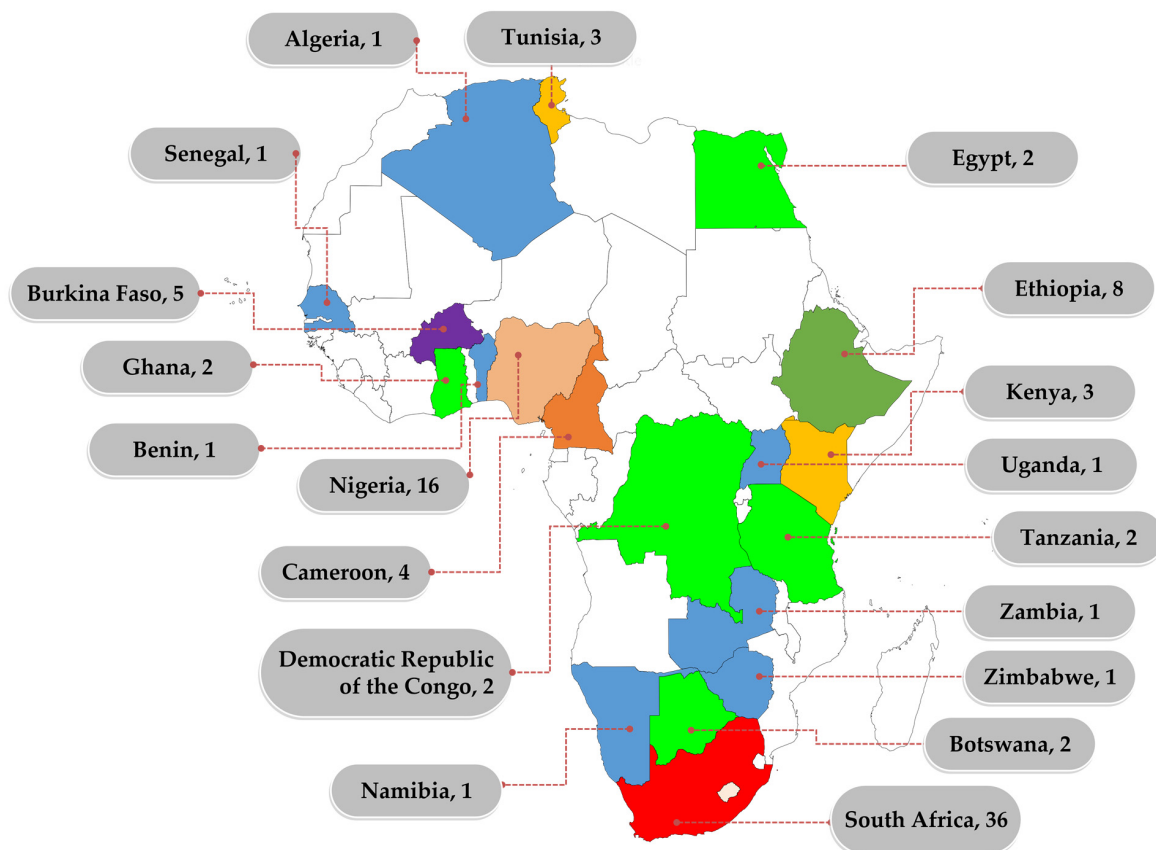 Algeria, 1
Tunisia, 3
Senegal, 1
Egypt, 2
Burkina Faso, 5
Ethiopia, 8
Ghana, 2
Kenya, 3
Benin, 1
Uganda, 1
Nigeria, 16
Tanzania, 2
Cameroon, 4
Zambia, 1
Democratic Republic
of the Congo, 2
Zimbabwe, 1
Botswana, 2
Namibia, 1
South Africa, 36